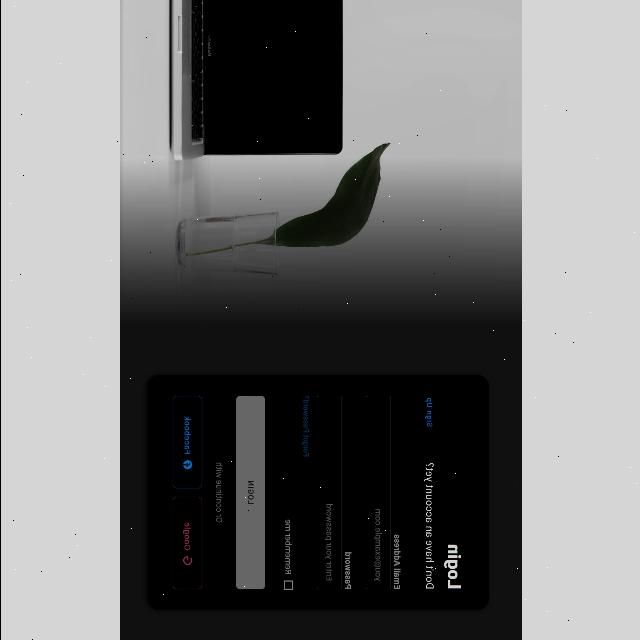 Login
Don't have an account yet? Sign Up
Email Address
you@example.com
Password
Enter your password
Forgot Password?
Remember me
LOGIN
Or continue with
Google
Facebook